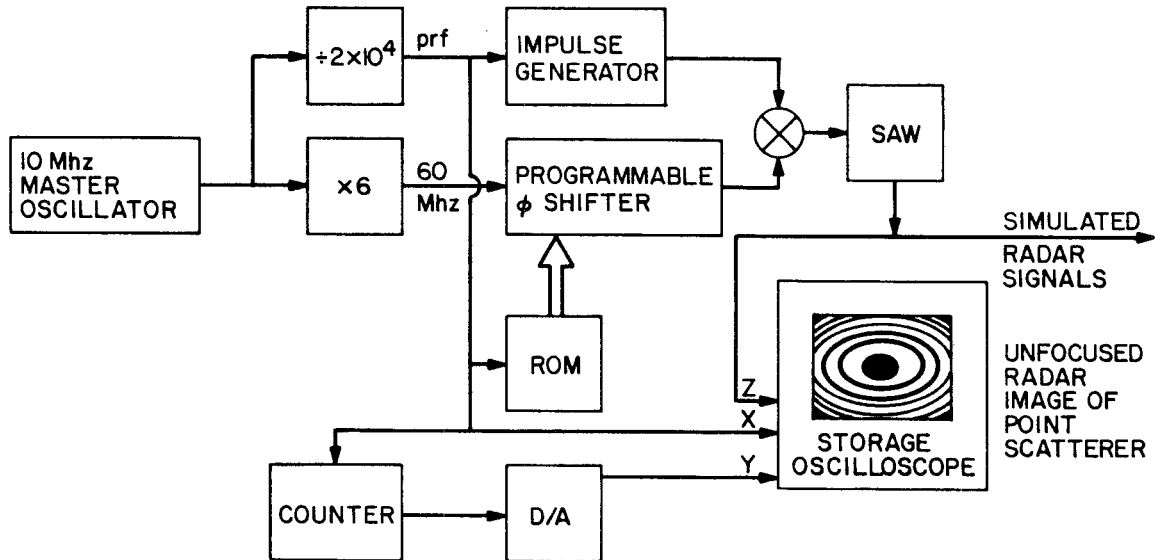 ÷2×10⁴
prf
IMPULSE
GENERATOR
SAW
10 Mhz
MASTER
OSCILLATOR
×6
60
Mhz
PROGRAMMABLE
ϕ SHIFTER
SIMULATED
RADAR
SIGNALS
ROM
UNFOCUSED
RADAR
IMAGE OF
POINT
SCATTERER
Z
X
Y
STORAGE
OSCILLOSCOPE
COUNTER
D/A